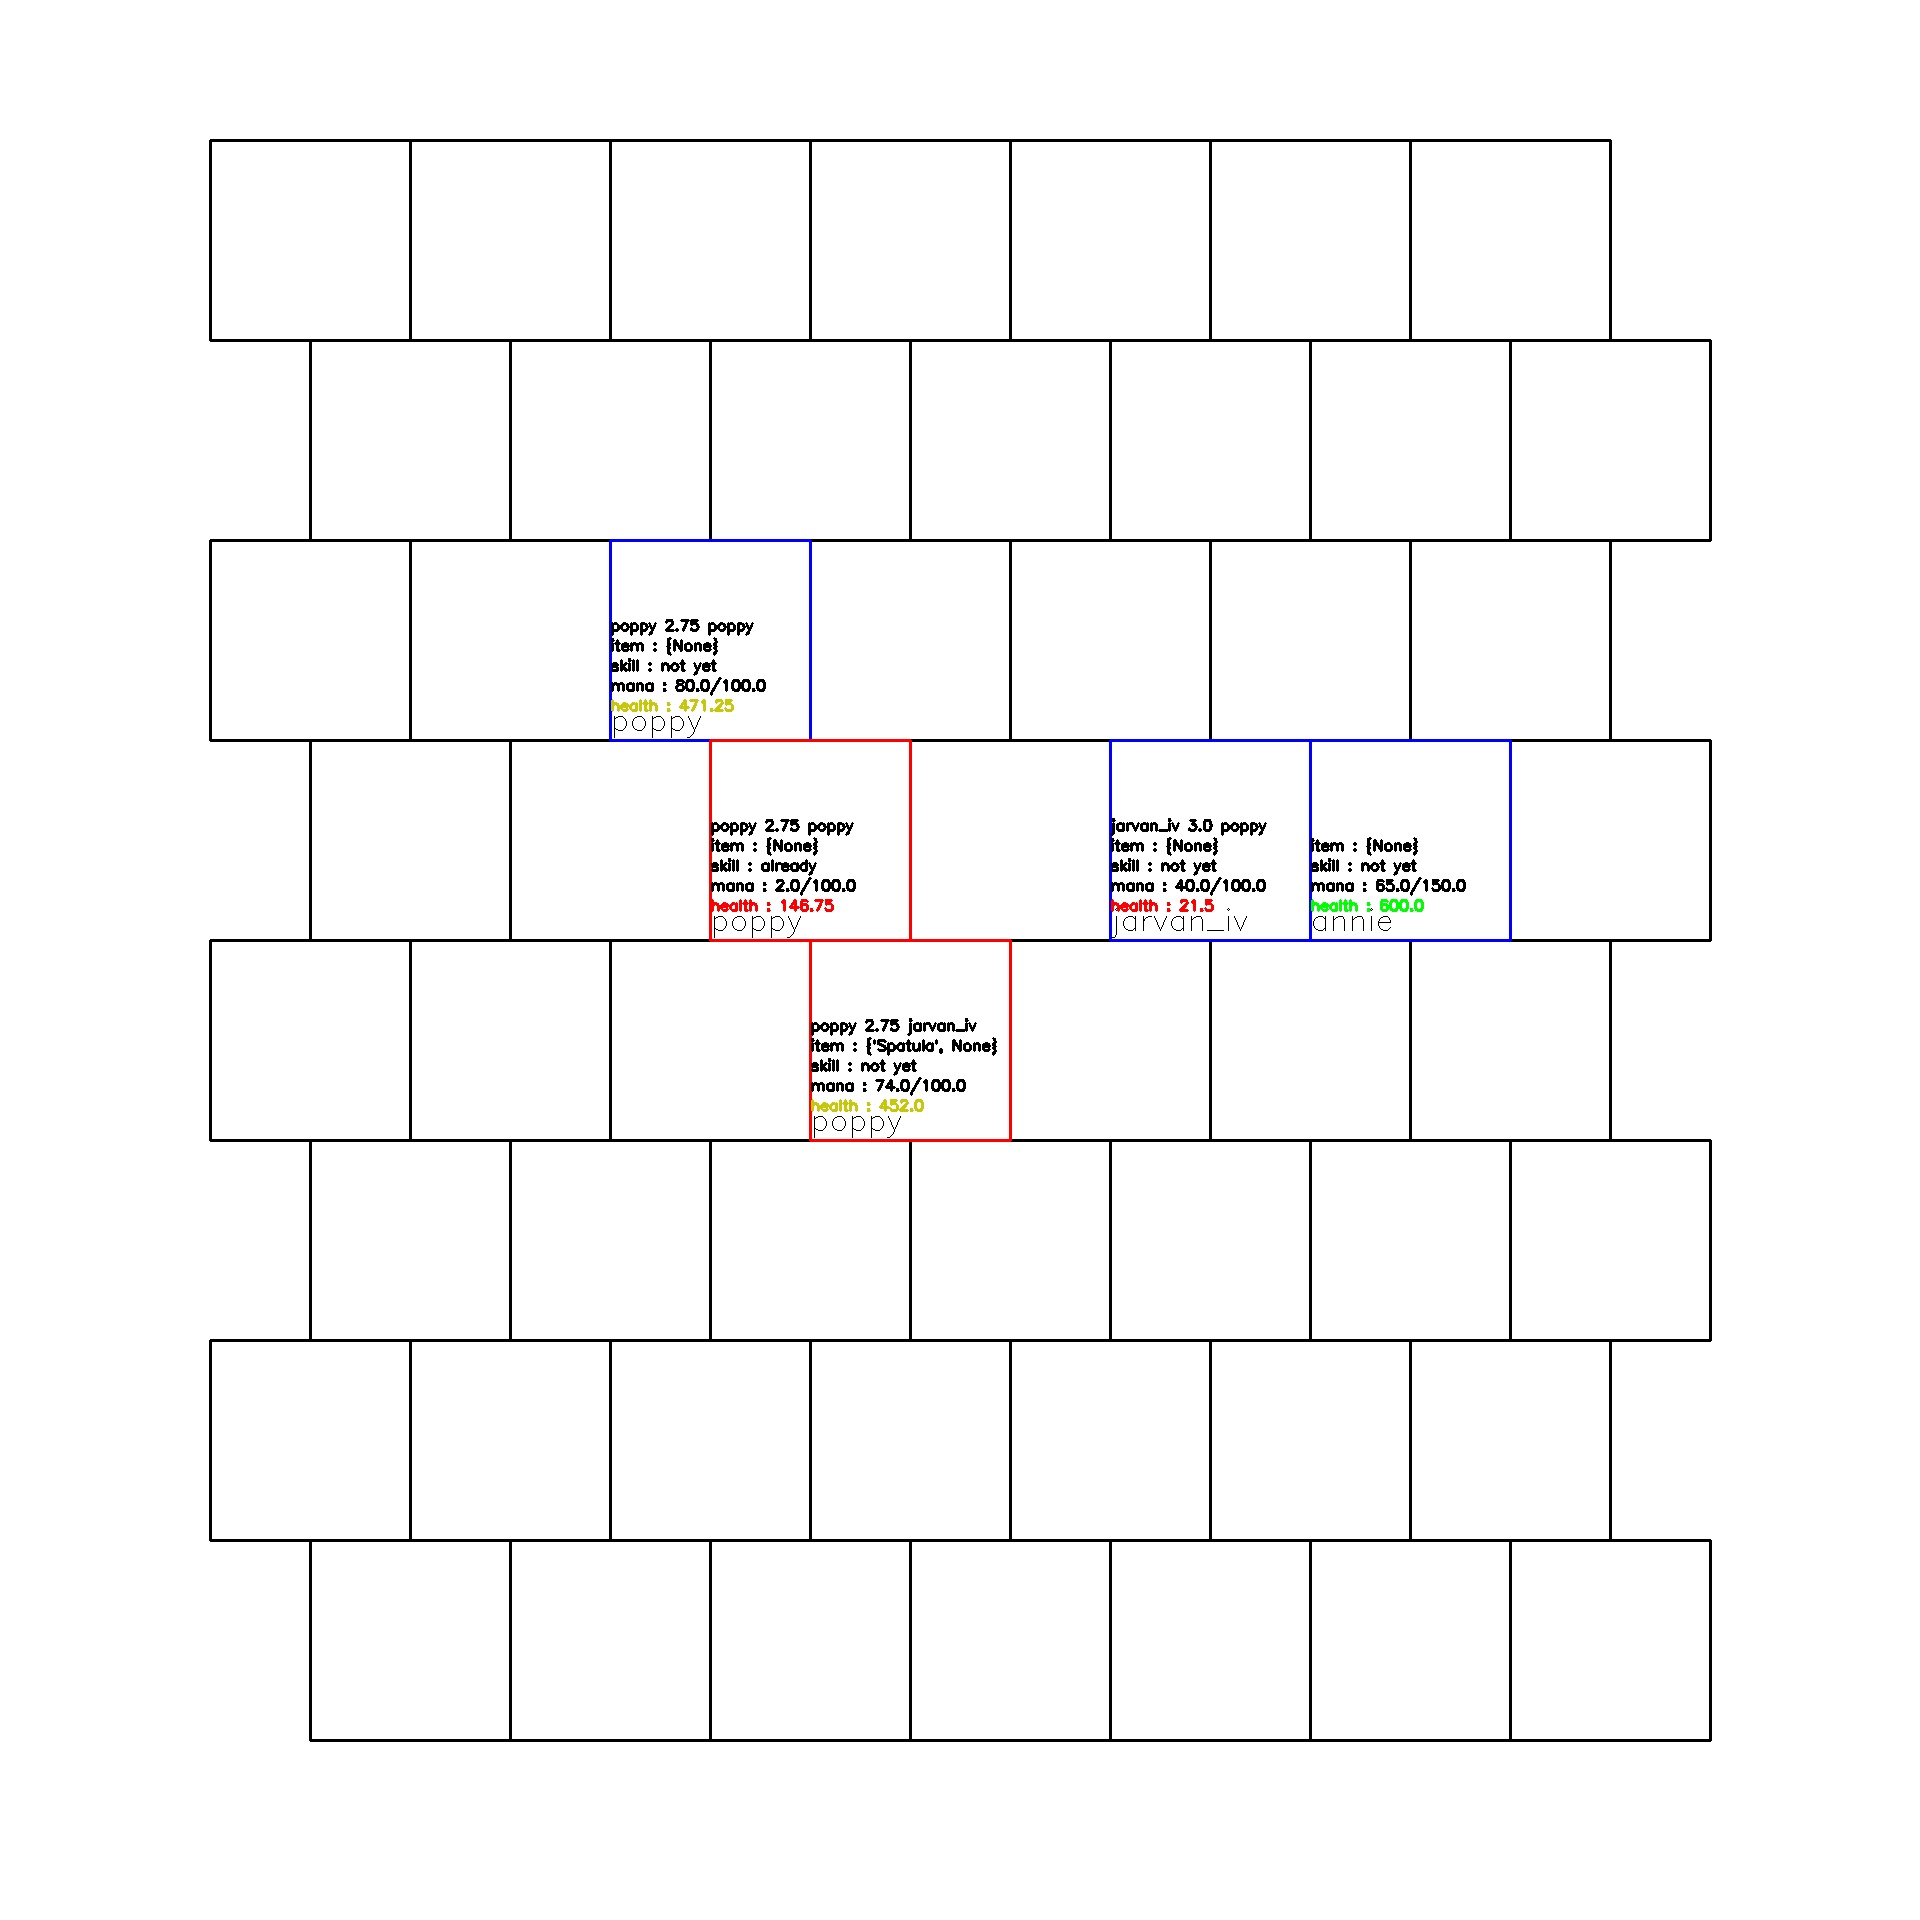 poppy 2.75 poppy
item : {None}
skill : not yet
mana : 80.0/100.0
health : 471.25
poppy
poppy 2.75 poppy
item : {None}
skill : already
mana : 2.0/100.0
health : 146.75
poppy
jarvan_iv 3.0 poppy
item : {None}
skill : not yet
mana : 40.0/100.0
health : 21.5
jarvan_iv
item : {None}
skill : not yet
mana : 65.0/150.0
health : 600.0
annie
poppy 2.75 jarvan_iv
item : {'Spatula', None}
skill : not yet
mana : 74.0/100.0
health : 452.0
poppy